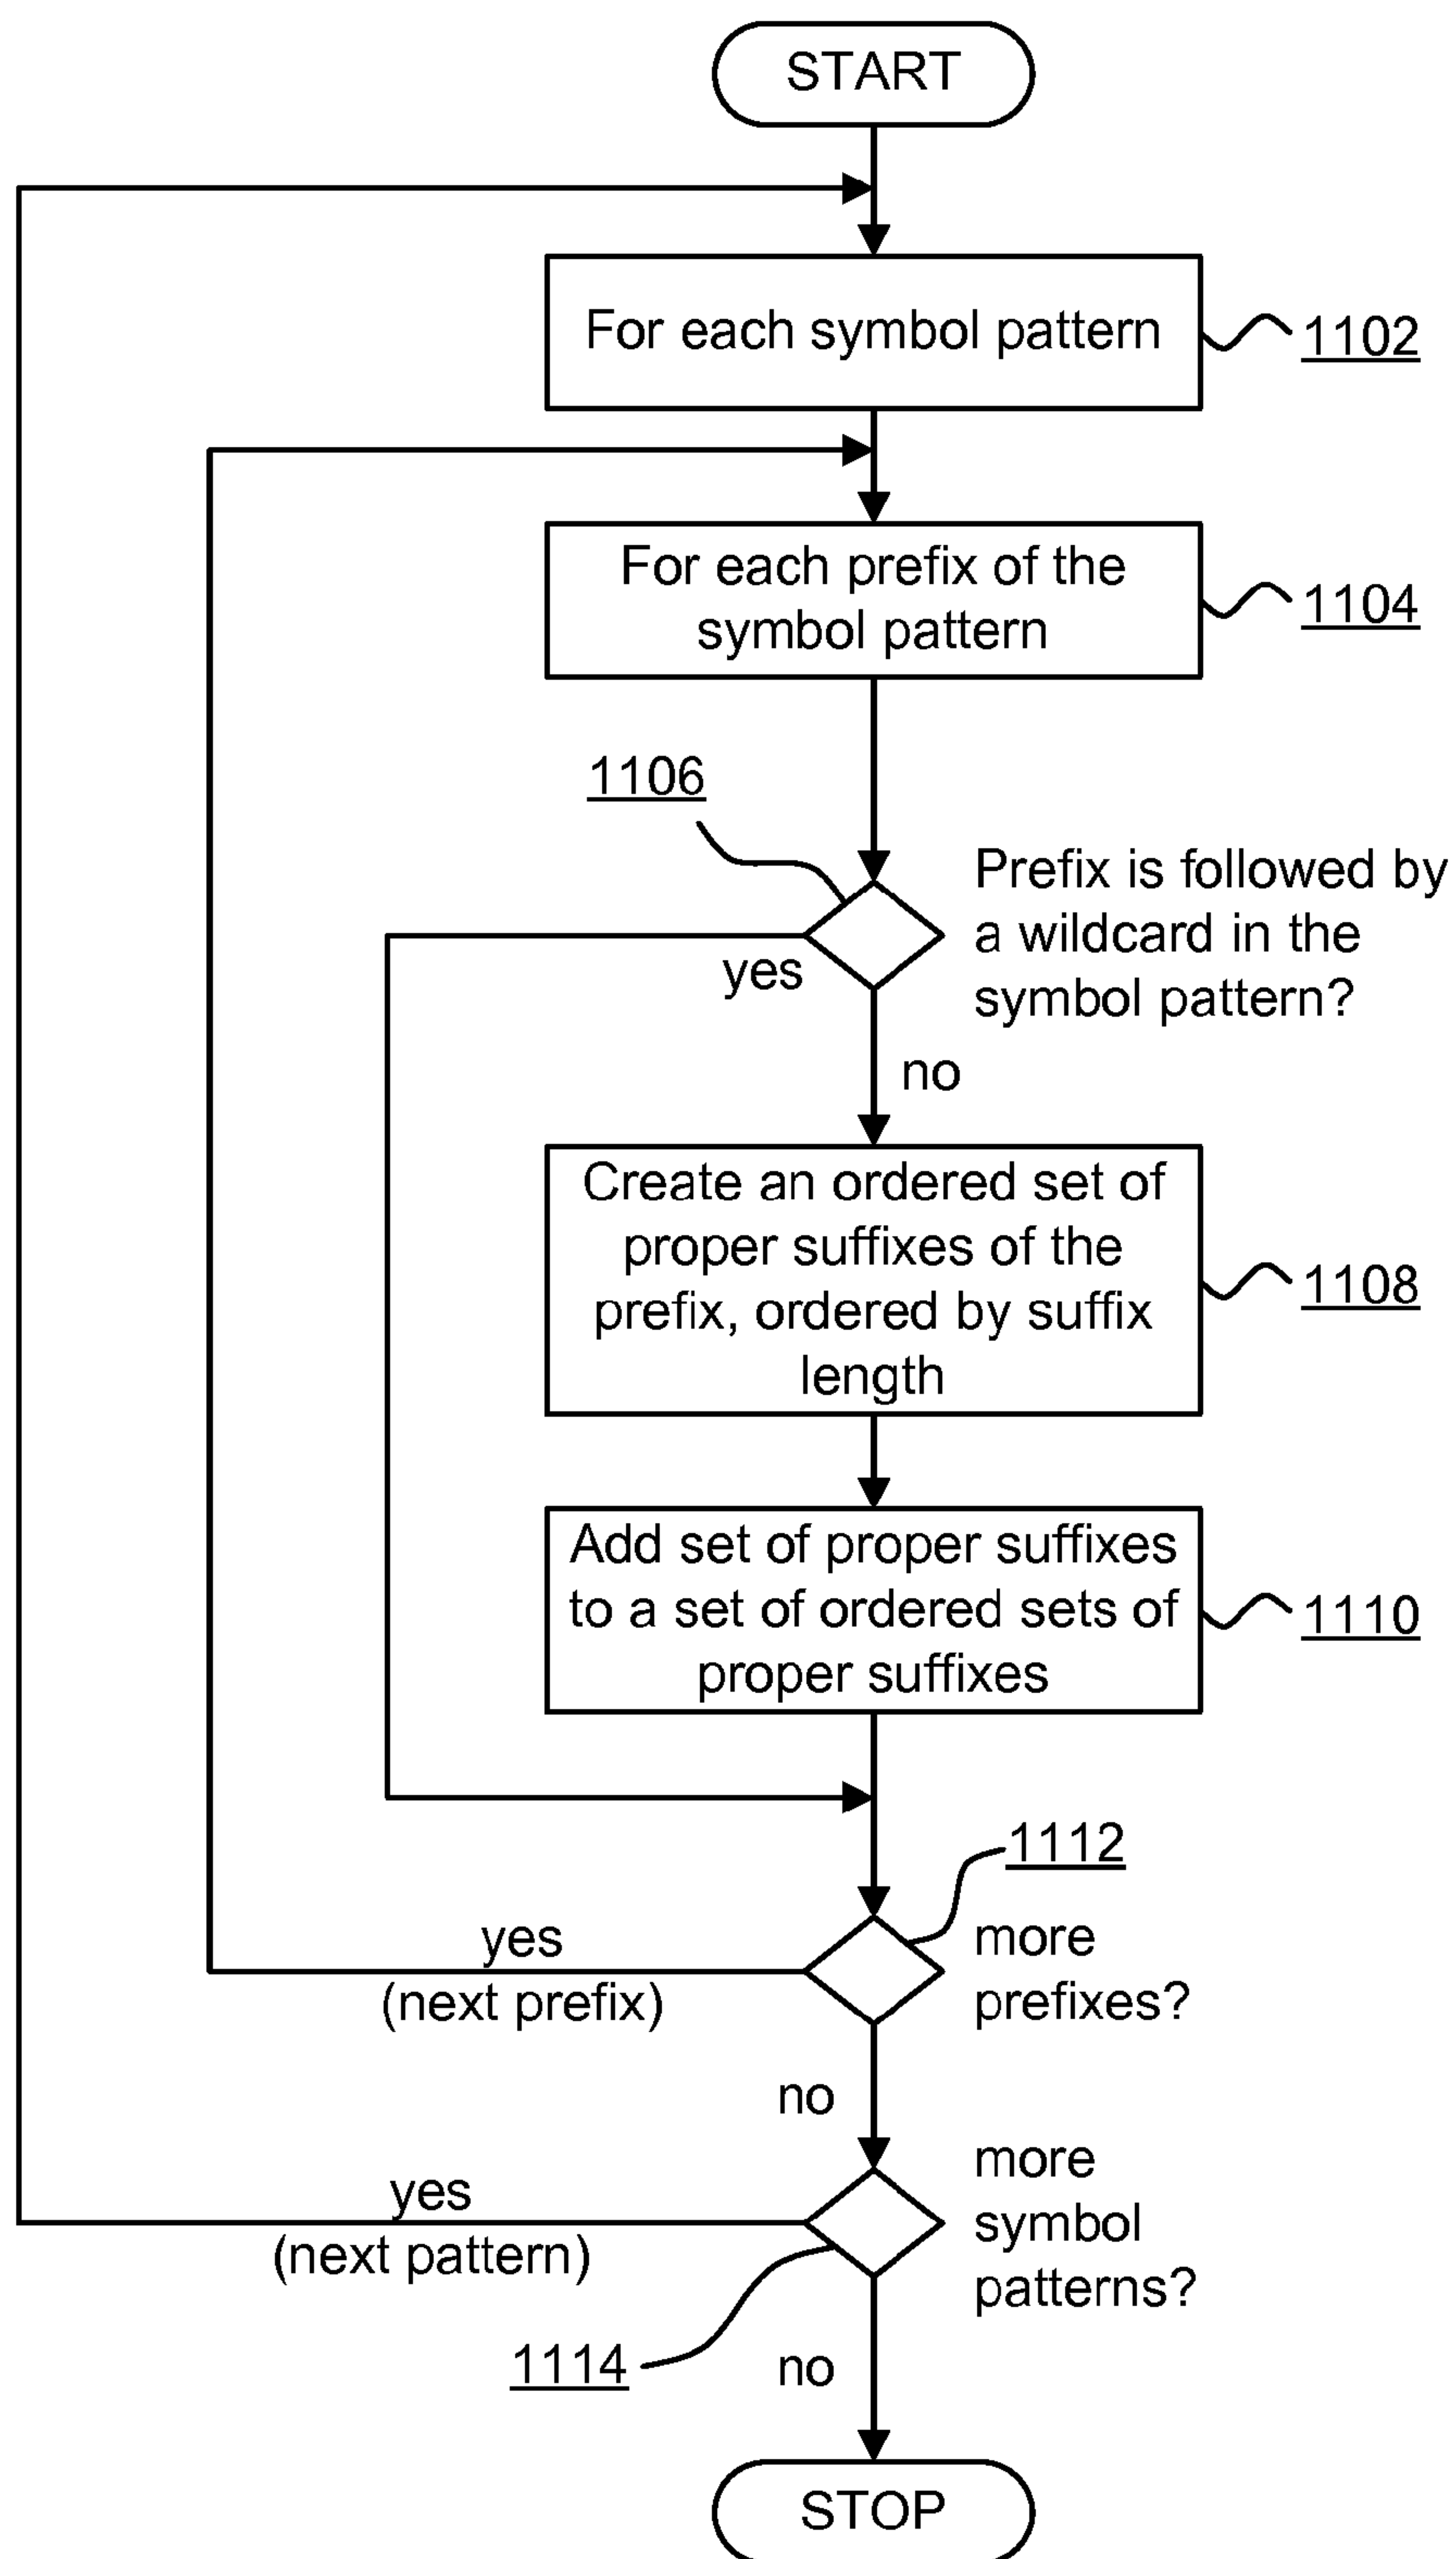 START
For each symbol pattern
1102
For each prefix of the
symbol pattern
1104
1106
Prefix is followed by
a wildcard in the
symbol pattern?
yes
no
Create an ordered set of
proper suffixes of the
prefix, ordered by suffix
length
1108
Add set of proper suffixes
to a set of ordered sets of
proper suffixes
1110
1112
more
prefixes?
yes
(next prefix)
no
more
symbol
patterns?
yes
(next pattern)
1114
no
STOP